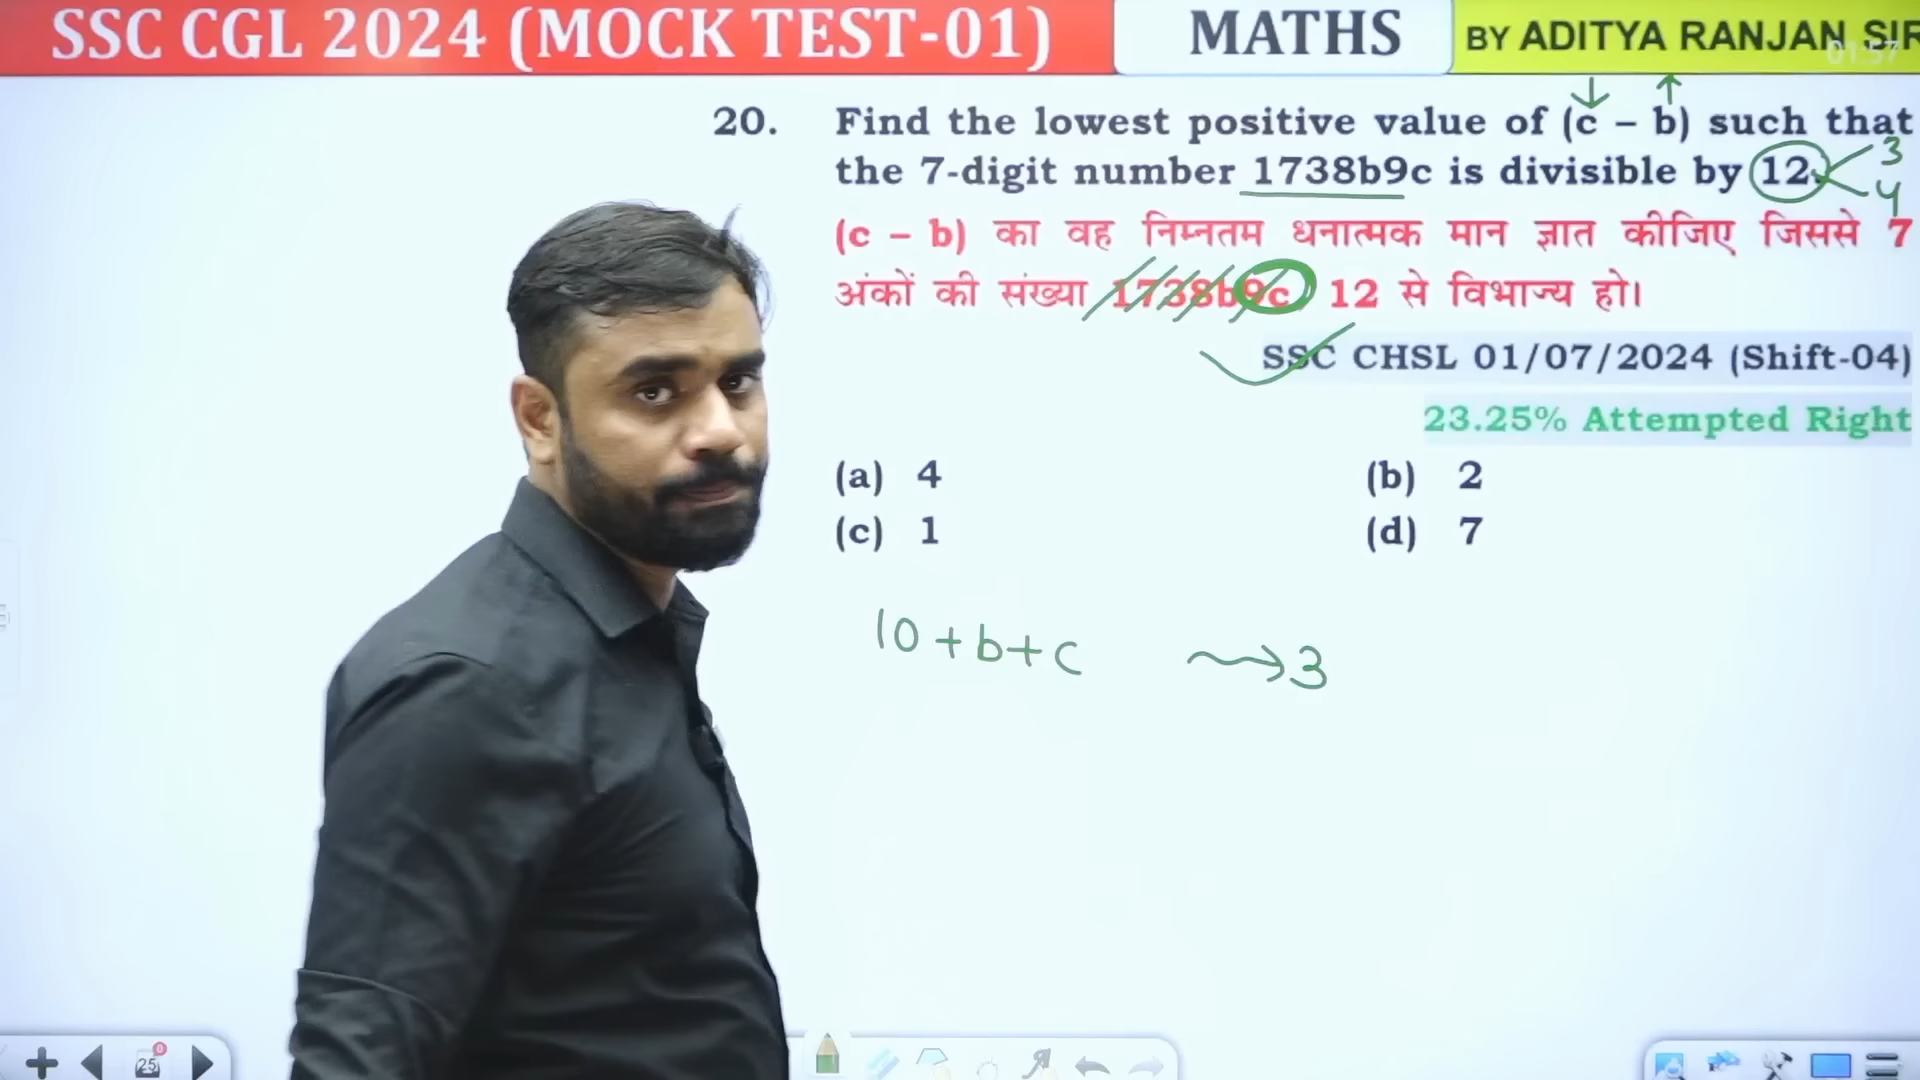 SSC CGL 2024 (MOCK TEST-01)
MATHS
BY ADITYA RANJAN SIR
01:57
20. Find the lowest positive value of (c – b) such that
the 7-digit number 1738b9c is divisible by 12.
3
4
(c – b) का वह निम्नतम धनात्मक मान ज्ञात कीजिए जिससे 7
अंकों की संख्या 1738b9c 12 से विभाज्य हो।
SSC CHSL 01/07/2024 (Shift-04)
23.25% Attempted Right
(a) 4 (b) 2
(c) 1 (d) 7
10+b+c 3
25
0